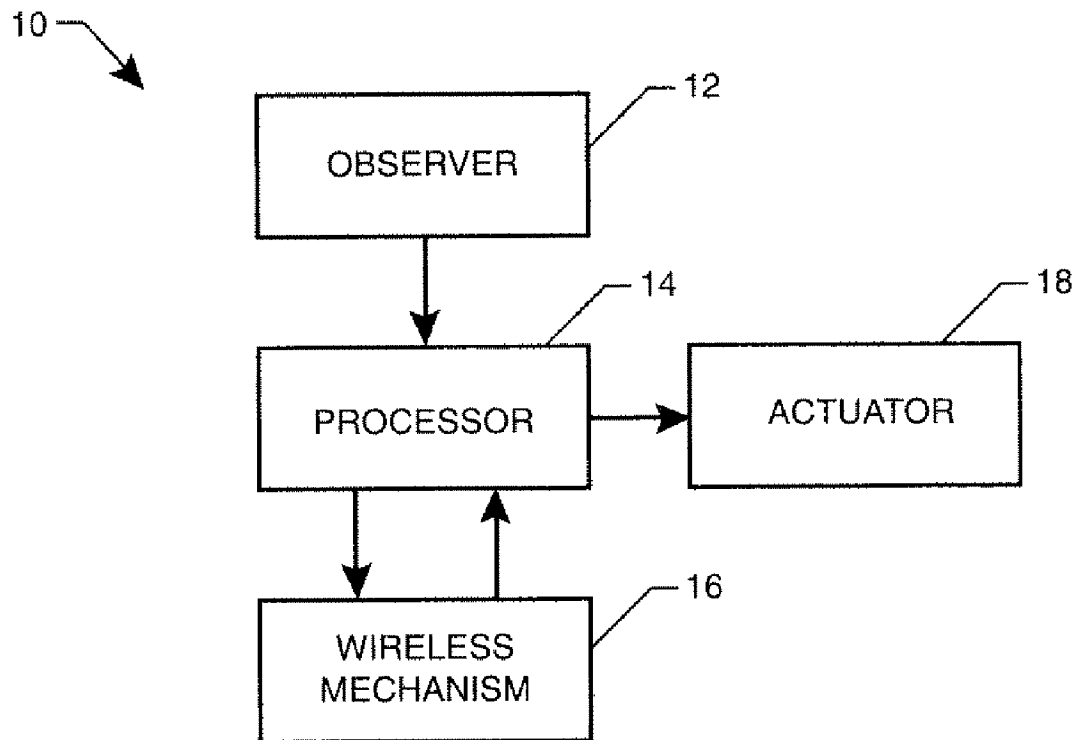 10
12
OBSERVER
14
18
PROCESSOR
ACTUATOR
16
WIRELESS
MECHANISM